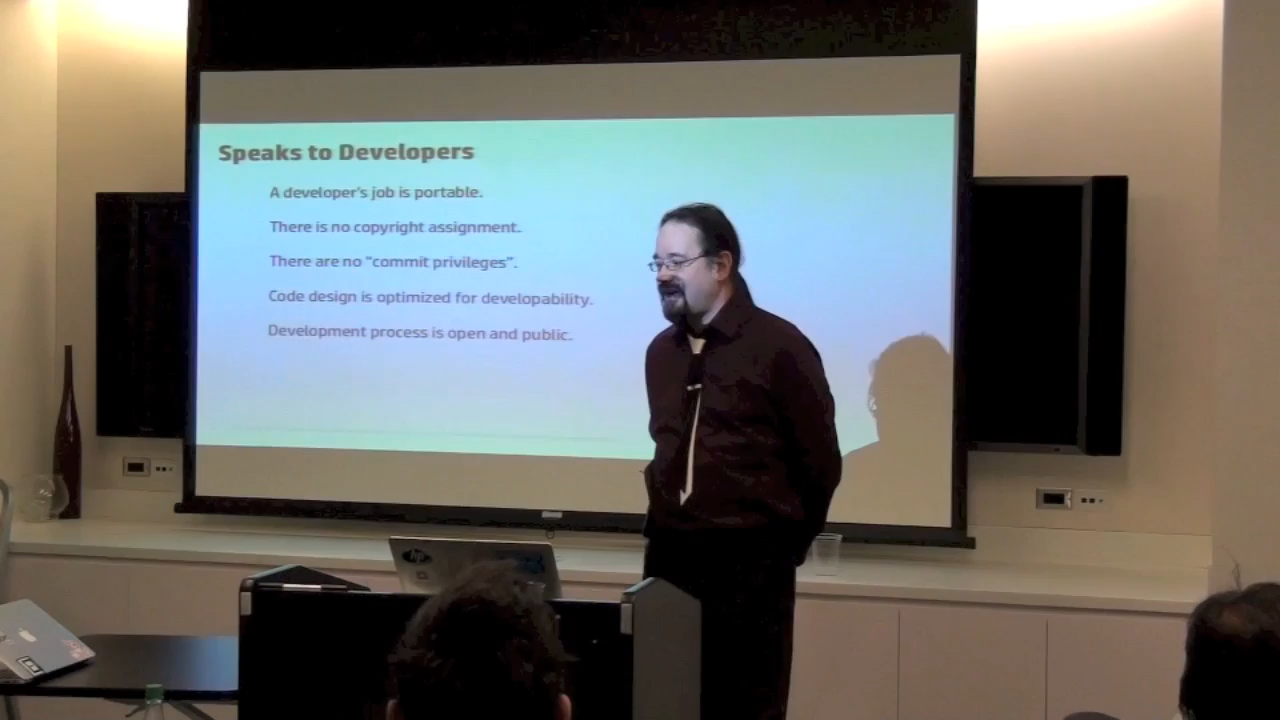 Speaks to Developers
A developer's job is portable.
There is no copyright assignment.
There are no “commit privileges”.
Code design is optimized for developability.
Development process is open and public.
hp